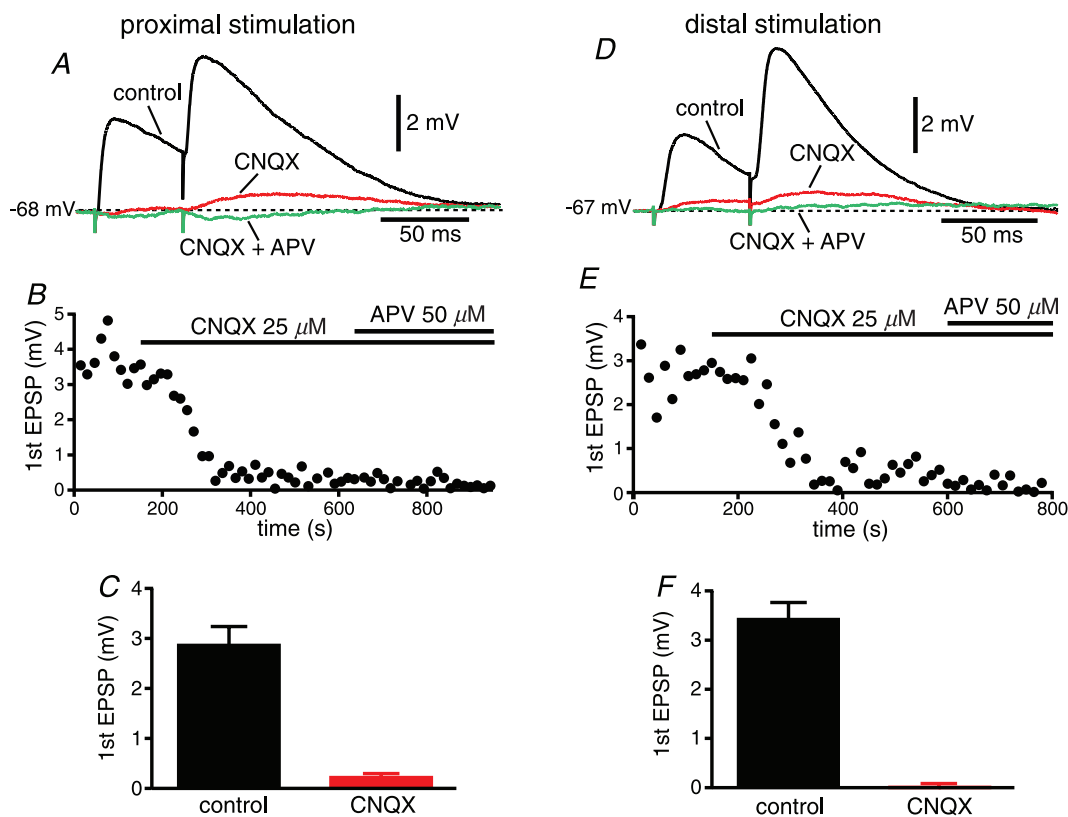 proximal stimulation
A
control
2 mV
CNQX
-68 mV
CNQX + APV
50 ms
B
APV 50 μM
CNQX 25 μM
1st EPSP (mV)
5
4
3
2
1
0
0
200
400
600
800
time (s)
C
1st EPSP (mV)
4
3
2
1
0
control
CNQX
distal stimulation
D
control
2 mV
CNQX
-67 mV
CNQX + APV
50 ms
E
APV 50 μM
CNQX 25 μM
1st EPSP (mV)
4
3
2
1
0
0
200
400
600
800
time (s)
F
1st EPSP (mV)
4
3
2
1
0
control
CNQX